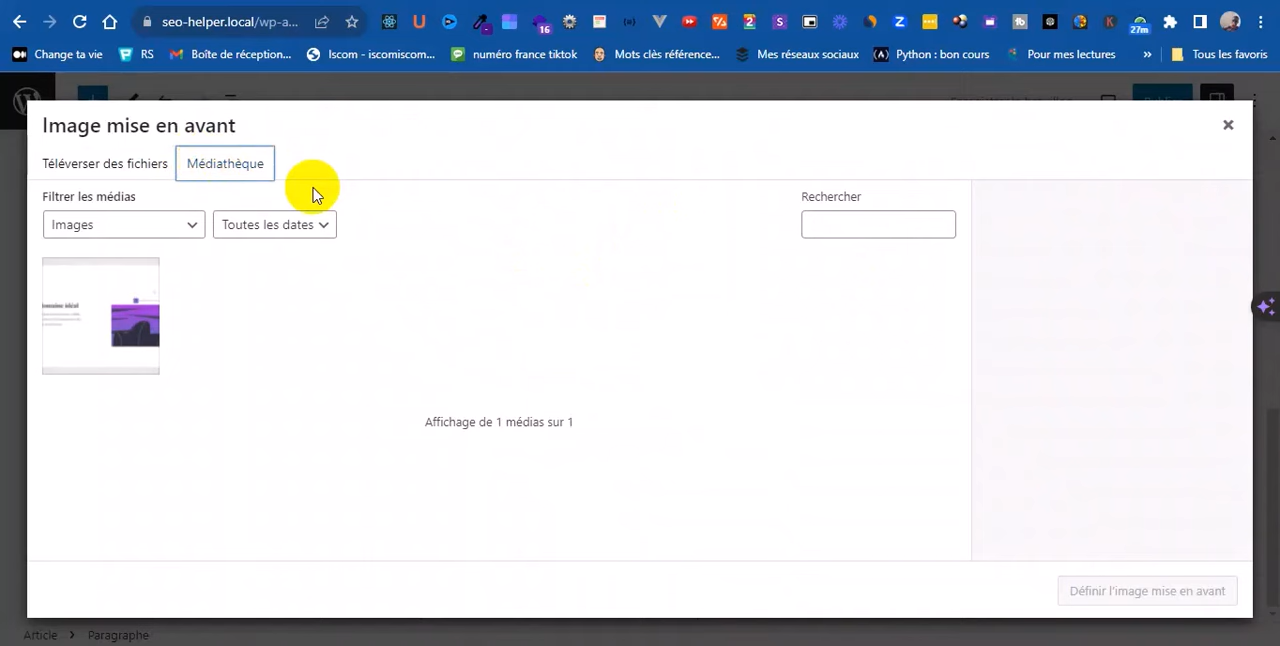 seo-helper.local/wp-a...
16
2
27m
Change ta vie
RS
Boîte de réception...
Iscom - iscomiscom...
numéro france tiktok
Mots clés référence...
Mes réseaux sociaux
Python : bon cours
Pour mes lectures
»
Tous les favoris
Image mise en avant
Téléverser des fichiers
Médiathèque
Filtrer les médias
Rechercher
Images
Toutes les dates
Affichage de 1 médias sur 1
Définir l'image mise en avant
Article > Paragraphe